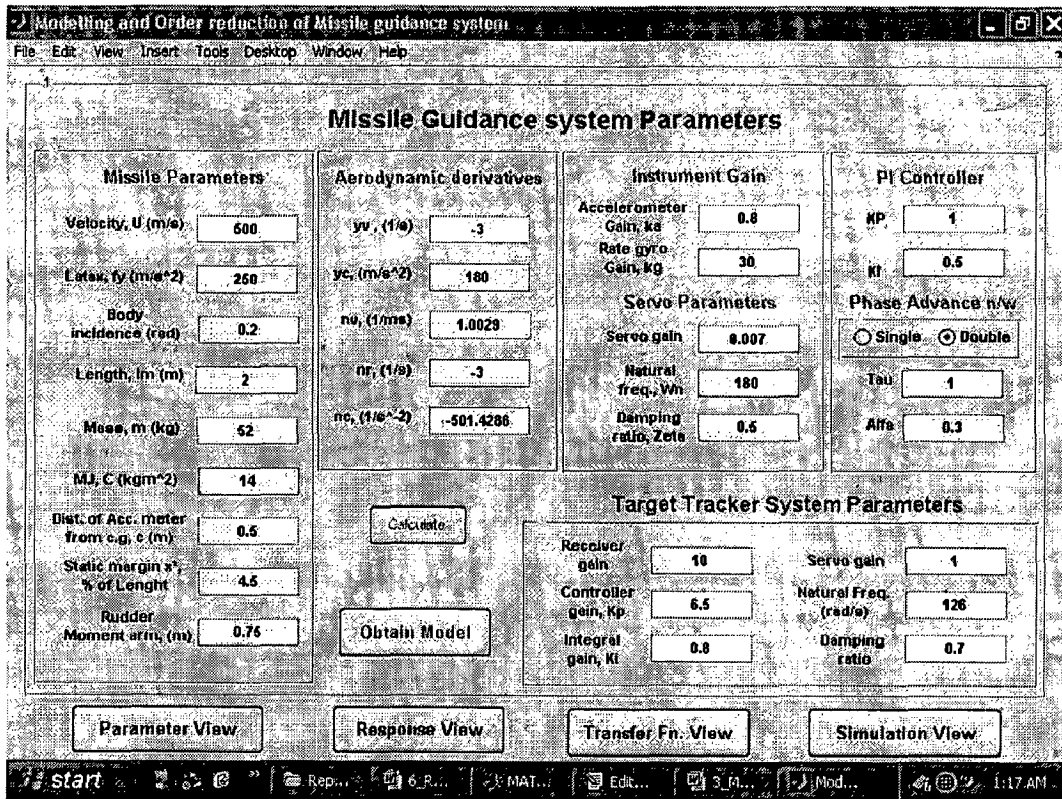 Modelling and Order reduction of Missile guidance system
File Edit View Insert Tools Desktop Window Help
1
Missile Guidance system Parameters
Missile Parameters
Velocity, U (m/s) 500
Latax, fy (m/s^2) 250
Body
incidence (rad) 0.2
Length, lm (m) 2
Mass, m (kg) 52
MJ, C (kgm^2) 14
Dist. of Acc. meter
from c.g, c (m) 0.5
Static margin x*,
% of Lenght 4.5
Rudder
Moment arm, (m) 0.75
Aerodynamic derivatives
yv, (1/s) -3
yc, (m/s^2) 180
nv, (1/ms) 1.0029
nr, (1/s) -3
nc, (1/s^-2) -501.4286
Calculate
Obtain Model
Instrument Gain
Accelerometer
Gain, ka 0.8
Rate gyro
Gain, kg 30
Servo Parameters
Servo gain 0.007
Natural
freq., Wn 180
Damping
ratio, Zeta 0.5
PI Controller
KP 1
KI 0.5
Phase Advance n/w
Single Double
Tau 1
Alfa 0.3
Target Tracker System Parameters
Receiver
gain 10
Controller
gain, Kp 6.5
Integral
gain, Ki 0.8
Servo gain 1
Natural Freq.
(rad/s) 126
Damping
ratio 0.7
Parameter View
Response View
Transfer Fn. View
Simulation View
start Rep... 6_R... MAT... Edit... 3_M... Mod... 1:17 AM